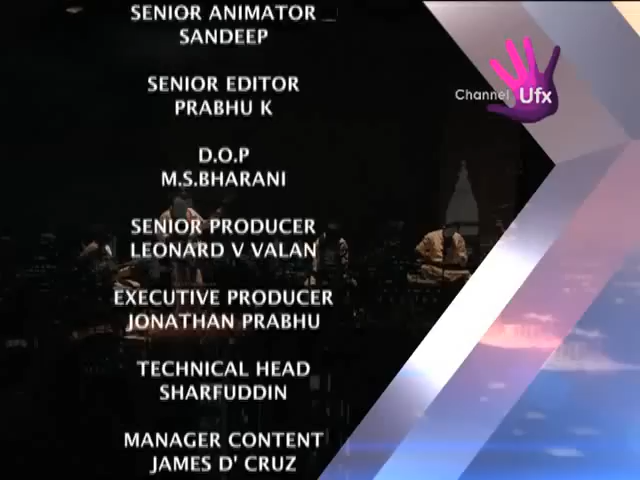 SENIOR ANIMATOR
SANDEEP
SENIOR EDITOR
PRABHU K
Channel Ufx
D.O.P
M.S.BHARANI
SENIOR PRODUCER
LEONARD V VALAN
EXECUTIVE PRODUCER
JONATHAN PRABHU
TECHNICAL HEAD
SHARFUDDIN
MANAGER CONTENT
JAMES D' CRUZ